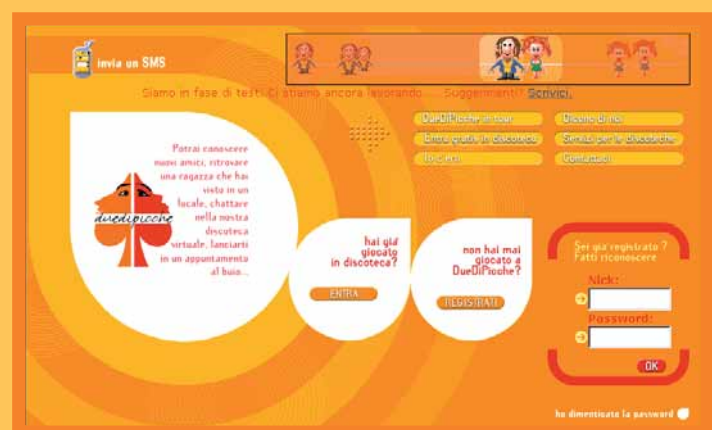 invia un SMS
Siamo in fase di test. Ci stiamo ancora lavorando.... Suggerimenti? Scrivici.
DueDiPicche in tour
Dicono di noi
Entra gratis in discoteca
Servizi per le discoteche
Io c'ero
Contattaci
Potrai conoscere
nuovi amici, ritrovare
una ragazza che hai
visto in un
locale, chattare
nella nostra
discoteca
virtuale, lanciarti
in un appuntamento
al buio...
duedipicche
hai già
giocato
in discoteca?
ENTRA
non hai mai
giocato a
DueDiPicche?
REGISTRATI
Sei già registrato ?
Fatti riconoscere
Nick:
Password:
OK
ho dimenticato la password